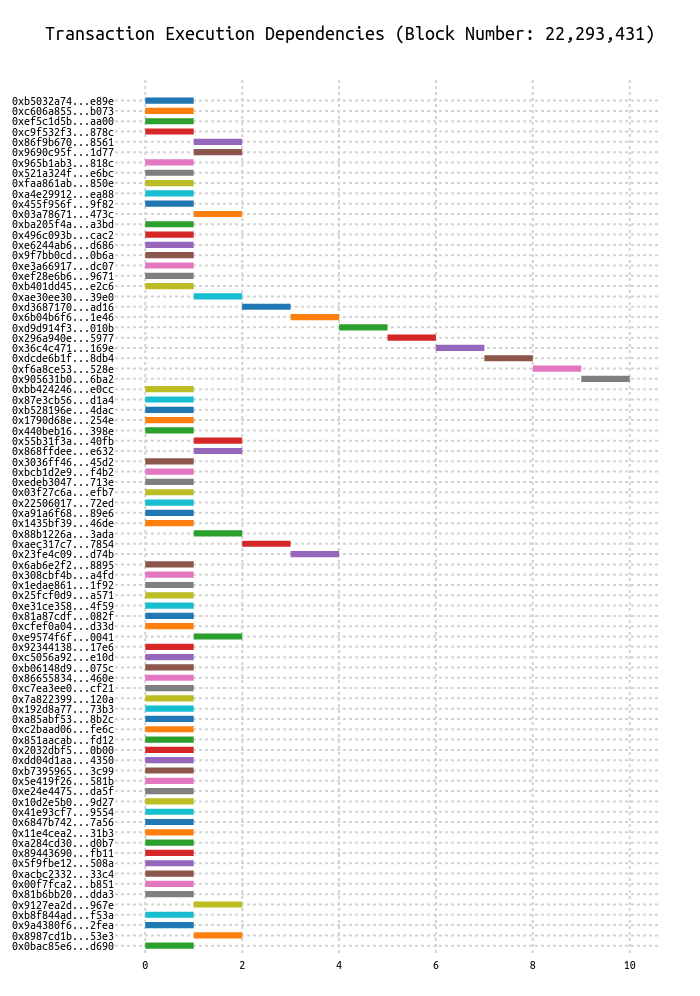 Transaction Execution Dependencies (Block Number: 22,293,431)
0xb5032a74...e89e
0xc606a855...b073
0xef5c1d5b...aa00
0xc9f532f3...878c
0x86f9b670...8561
0x9690c95f...1d77
0x965b1ab3...818c
0x521a324f...e6bc
0xfaa861ab...850e
0xa4e29912...ea88
0x455f956f...9f82
0x03a78671...473c
0xba205f4a...a3bd
0x496c093b...cac2
0xe6244ab6...d686
0x9f7bb0cd...0b6a
0xe3a66917...dc07
0xef28e6b6...9671
0xb401dd45...e2c6
0xae30ee30...39e0
0xd3687170...ad16
0x6b04b6f6...1e46
0xd9d914f3...010b
0x296a940e...5977
0x36c4c471...169e
0xdcde6b1f...8db4
0xf6a8ce53...528e
0x905631b0...6ba2
0xbb424246...e0cc
0x87e3cb56...d1a4
0xb528196e...4dac
0x1790d68e...254e
0x440beb16...398e
0x55b31f3a...40fb
0x868ffdee...e632
0x3036ff46...45d2
0xbcb1d2e9...f4b2
0xedeb3047...713e
0x03f27c6a...efb7
0x22506017...72ed
0xa91a6f68...89e6
0x1435bf39...46de
0x88b1226a...3ada
0xaec317c7...7854
0x23fe4c09...d74b
0x6ab6e2f2...8895
0x308cbf4b...a4fd
0x1edae861...1f92
0x25fcf0d9...a571
0xe31ce358...4f59
0x81a87cdf...082f
0xcfef0a04...d33d
0xe9574f6f...0041
0x92344138...17e6
0xc5056a92...e10d
0xb06148d9...075c
0x86655834...460e
0xc7ea3ee0...cf21
0x7a822399...120a
0x192d8a77...73b3
0xa85abf53...8b2c
0xc2baad06...fe6c
0x851aacab...fd12
0x2032dbf5...0b00
0xdd04d1aa...4350
0xb7395965...3c99
0x5e419f26...581b
0xe24e4475...da5f
0x10d2e5b0...9d27
0x41e93cf7...9554
0x6847b742...7a56
0x11e4cea2...31b3
0xa284cd30...d0b7
0x89443690...fb11
0x5f9fbe12...508a
0xacbc2332...33c4
0x00f7fca2...b851
0x81b6bb20...dda3
0x9127ea2d...967e
0xb8f844ad...f53a
0x9a4380f6...2fea
0x8987cd1b...53e3
0x0bac85e6...d690
0 2 4 6 8 10